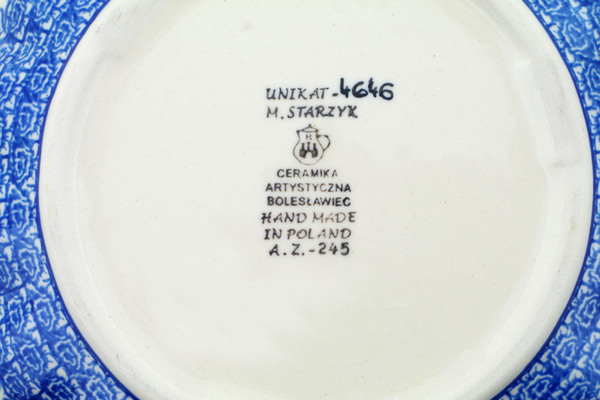 UNIKAT-4646
M. STARZYK
B
CERAMIKA
ARTYSTYCZNA
BOLESŁAWIEC
HAND MADE
IN POLAND
A.Z.-245